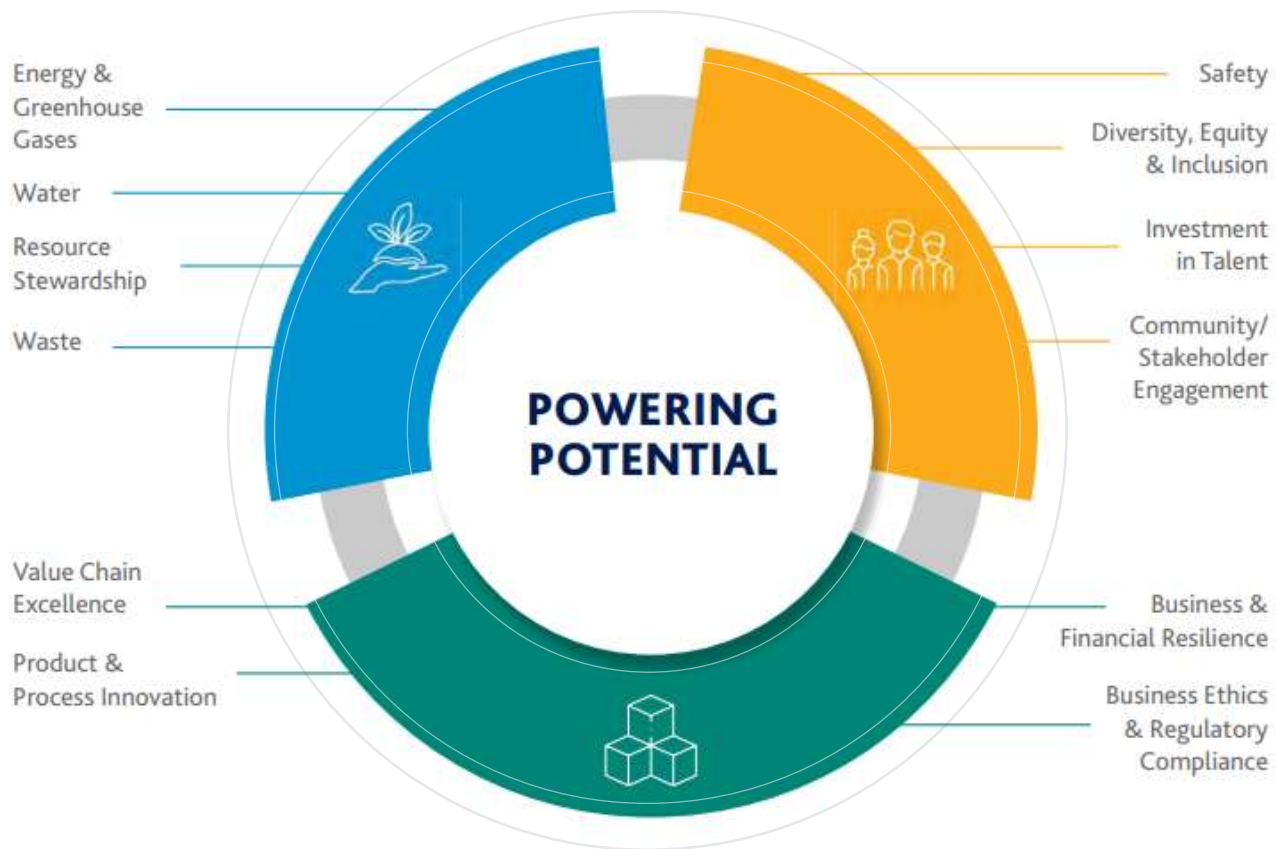 Energy &
Greenhouse
Gases
Water
Resource
Stewardship
Waste
Value Chain
Excellence
Product &
Process Innovation
POWERING
POTENTIAL
Safety
Diversity, Equity
& Inclusion
Investment
in Talent
Community/
Stakeholder
Engagement
Business &
Financial Resilience
Business Ethics
& Regulatory
Compliance